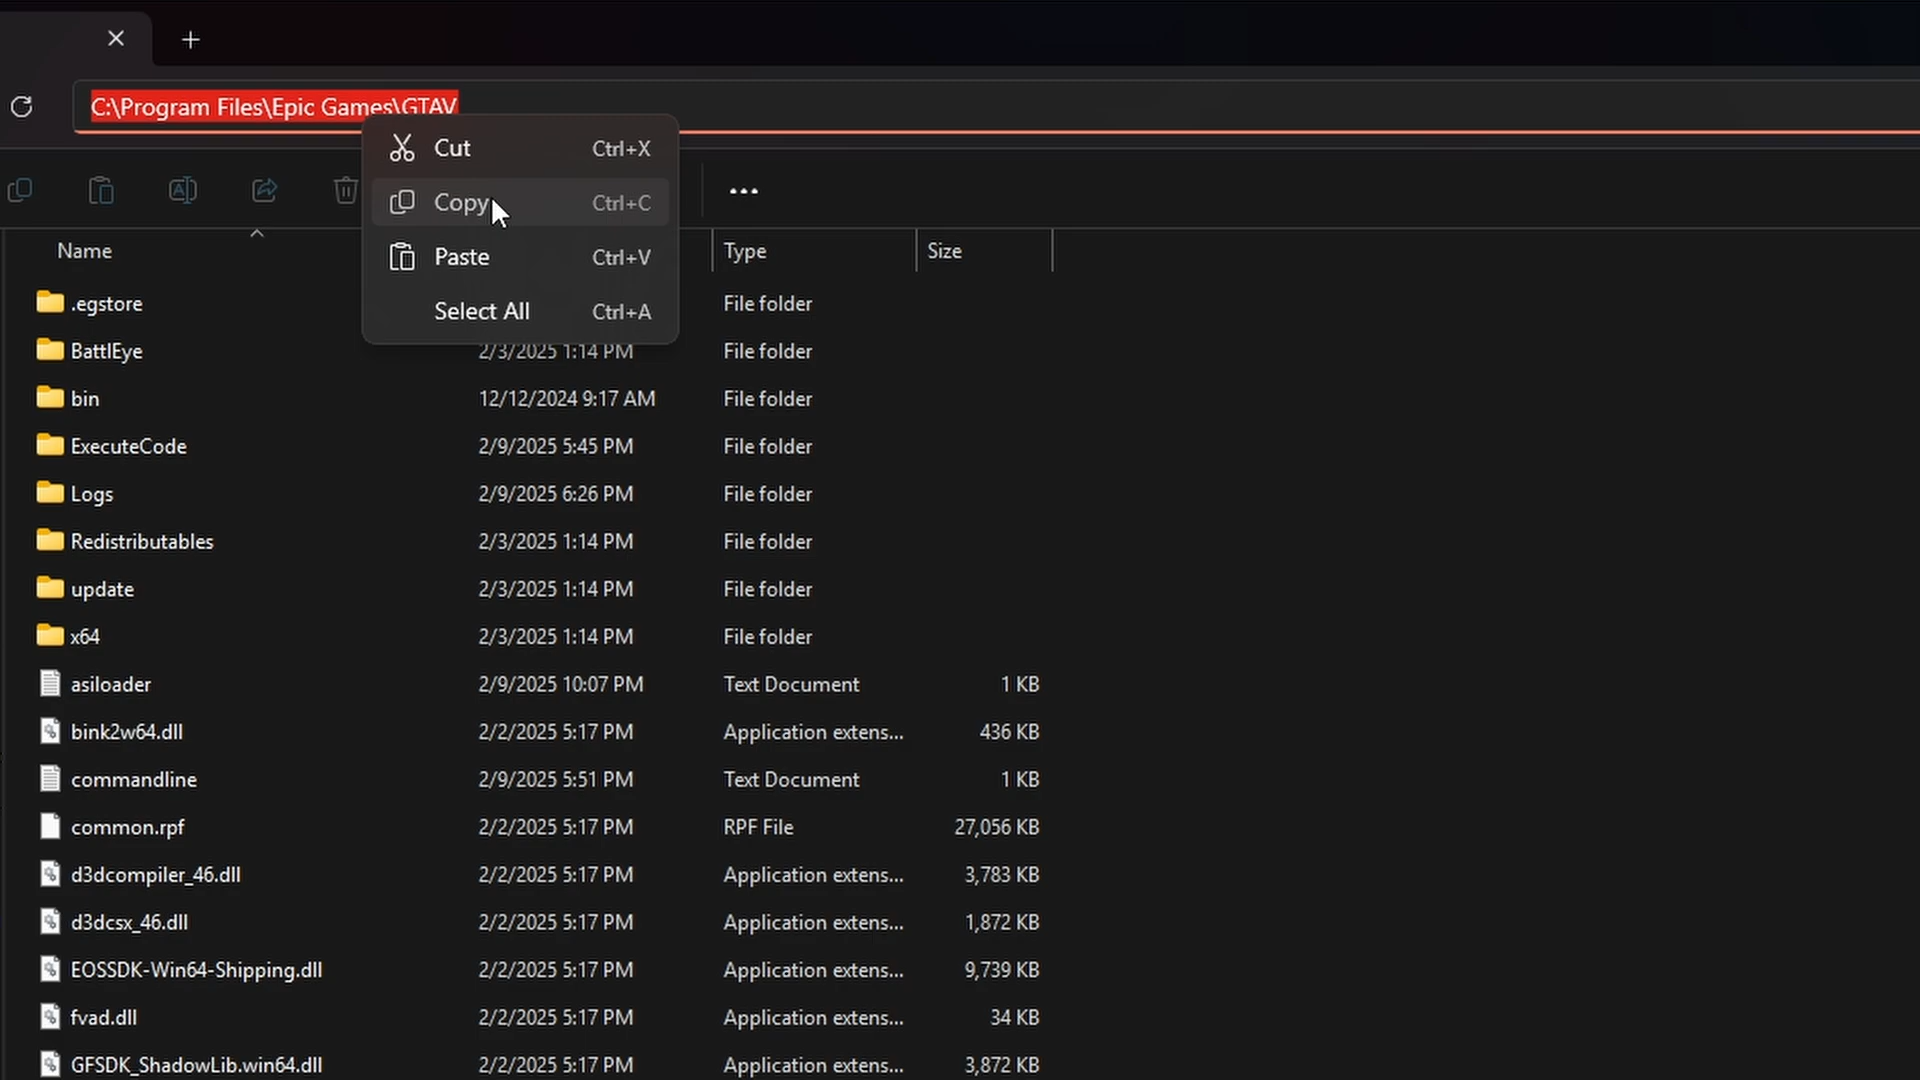 C:\Program Files\Epic Games\GTAV
Cut Ctrl+X
Copy Ctrl+C
Paste Ctrl+V
Select All Ctrl+A
Name Type Size
.egstore File folder
BattlEye 2/3/2025 1:14 PM File folder
bin 12/12/2024 9:17 AM File folder
ExecuteCode 2/9/2025 5:45 PM File folder
Logs 2/9/2025 6:26 PM File folder
Redistributables 2/3/2025 1:14 PM File folder
update 2/3/2025 1:14 PM File folder
x64 2/3/2025 1:14 PM File folder
asiloader 2/9/2025 10:07 PM Text Document 1 KB
bink2w64.dll 2/2/2025 5:17 PM Application extens... 436 KB
commandline 2/9/2025 5:51 PM Text Document 1 KB
common.rpf 2/2/2025 5:17 PM RPF File 27,056 KB
d3dcompiler_46.dll 2/2/2025 5:17 PM Application extens... 3,783 KB
d3dcsx_46.dll 2/2/2025 5:17 PM Application extens... 1,872 KB
EOSSDK-Win64-Shipping.dll 2/2/2025 5:17 PM Application extens... 9,739 KB
fvad.dll 2/2/2025 5:17 PM Application extens... 34 KB
GFSDK_ShadowLib.win64.dll 2/2/2025 5:17 PM Application extens... 3,872 KB